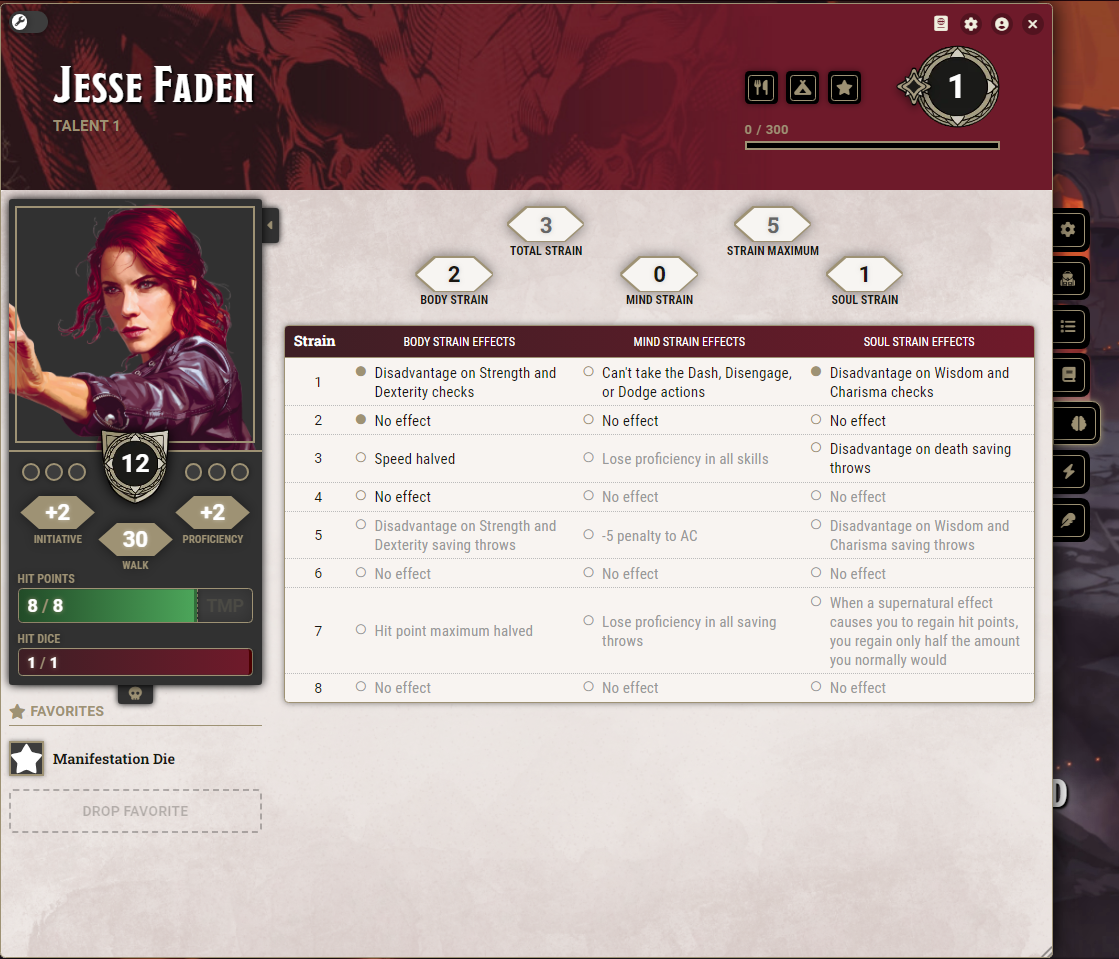 JESSE FADEN
TALENT 1
1
0 / 300
12
+2
INITIATIVE
+2
PROFICIENCY
30
WALK
HIT POINTS
8 / 8
TMP
HIT DICE
1 / 1
FAVORITES
Manifestation Die
DROP FAVORITE
3
TOTAL STRAIN
5
STRAIN MAXIMUM
2
BODY STRAIN
0
MIND STRAIN
1
SOUL STRAIN
Strain BODY STRAIN EFFECTS MIND STRAIN EFFECTS SOUL STRAIN EFFECTS
1
Disadvantage on Strength and
Dexterity checks
Can't take the Dash, Disengage,
or Dodge actions
Disadvantage on Wisdom and
Charisma checks
2 No effect No effect No effect
3
Speed halved
Lose proficiency in all skills
Disadvantage on death saving
throws
4 No effect No effect No effect
5
Disadvantage on Strength and
Dexterity saving throws
-5 penalty to AC
Disadvantage on Wisdom and
Charisma saving throws
6 No effect No effect No effect
7
Hit point maximum halved
Lose proficiency in all saving
throws
When a supernatural effect
causes you to regain hit points,
you regain only half the amount
you normally would
8 No effect No effect No effect